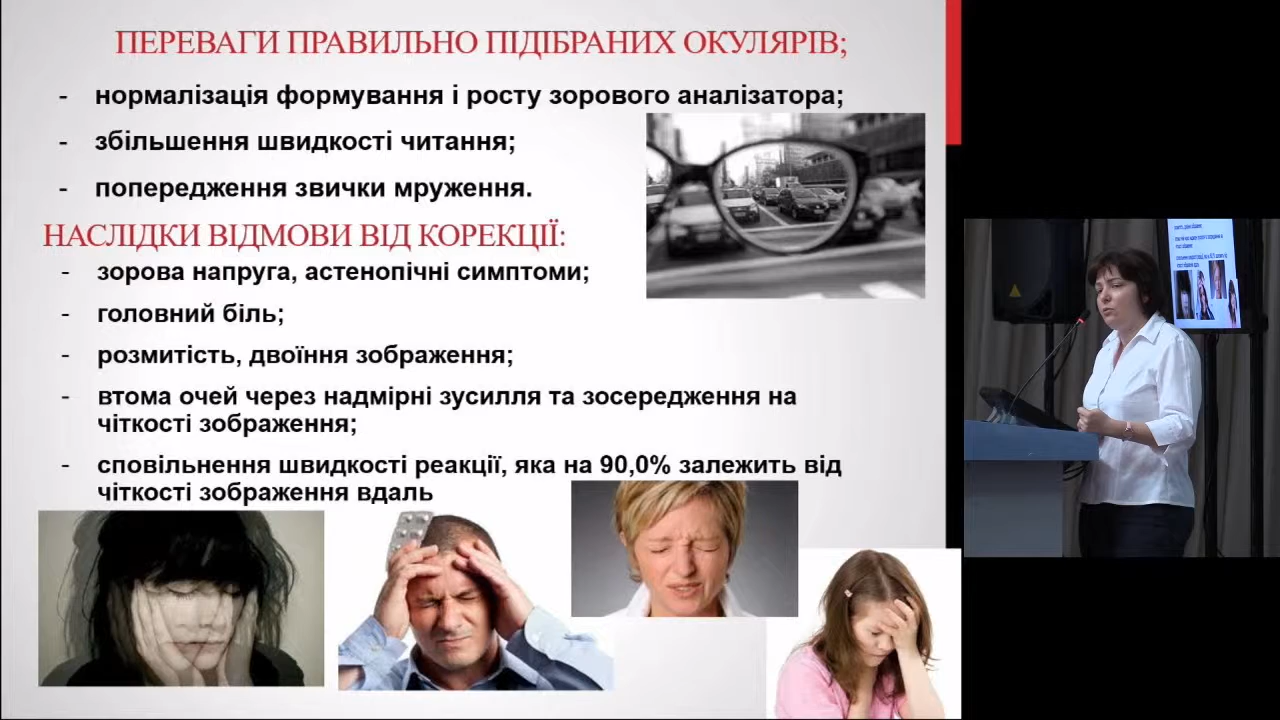 ПЕРЕВАГИ ПРАВИЛЬНО ПІДІБРАНИХ ОКУЛЯРІВ;
- нормалізація формування і росту зорового аналізатора;
- збільшення швидкості читання;
- попередження звички мруження.
НАСЛІДКИ ВІДМОВИ ВІД КОРЕКЦІЇ:
- зорова напруга, астенопічні симптоми;
- головний біль;
- розмитість, двоїння зображення;
- втома очей через надмірні зусилля та зосередження на
чіткості зображення;
- сповільнення швидкості реакції, яка на 90,0% залежить від
чіткості зображення вдаль